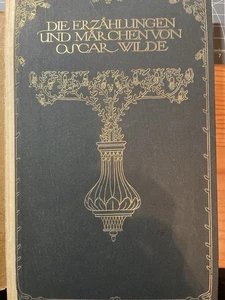 DIE ERZÄHLUNGEN
UND MÄRCHEN VON
OSCAR WILDE